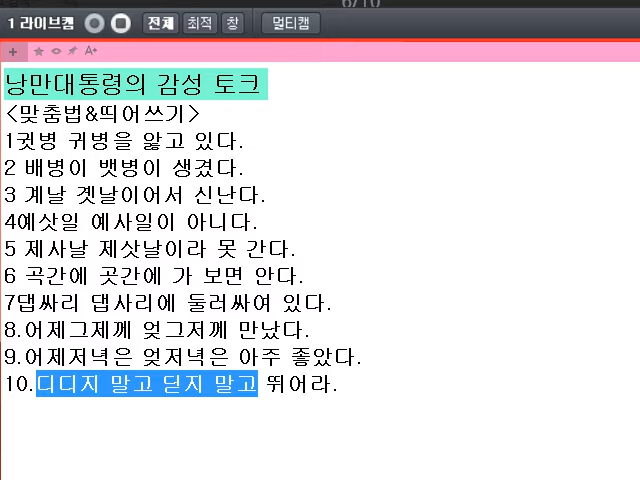 6/10
1 라이브캠 전체 최적 창 멀티캠
낭만대통령의 감성 토크
<맞춤법&띄어쓰기>
1귓병 귀병을 앓고 있다.
2 배병이 뱃병이 생겼다.
3 계날 곗날이어서 신난다.
4예삿일 예사일이 아니다.
5 제사날 제삿날이라 못 간다.
6 곡간에 곳간에 가 보면 안다.
7댑싸리 댑사리에 둘러싸여 있다.
8.어제그제께 엊그저께 만났다.
9.어제저녁은 엊저녁은 아주 좋았다.
10.디디지 말고 딛지 말고 뛰어라.